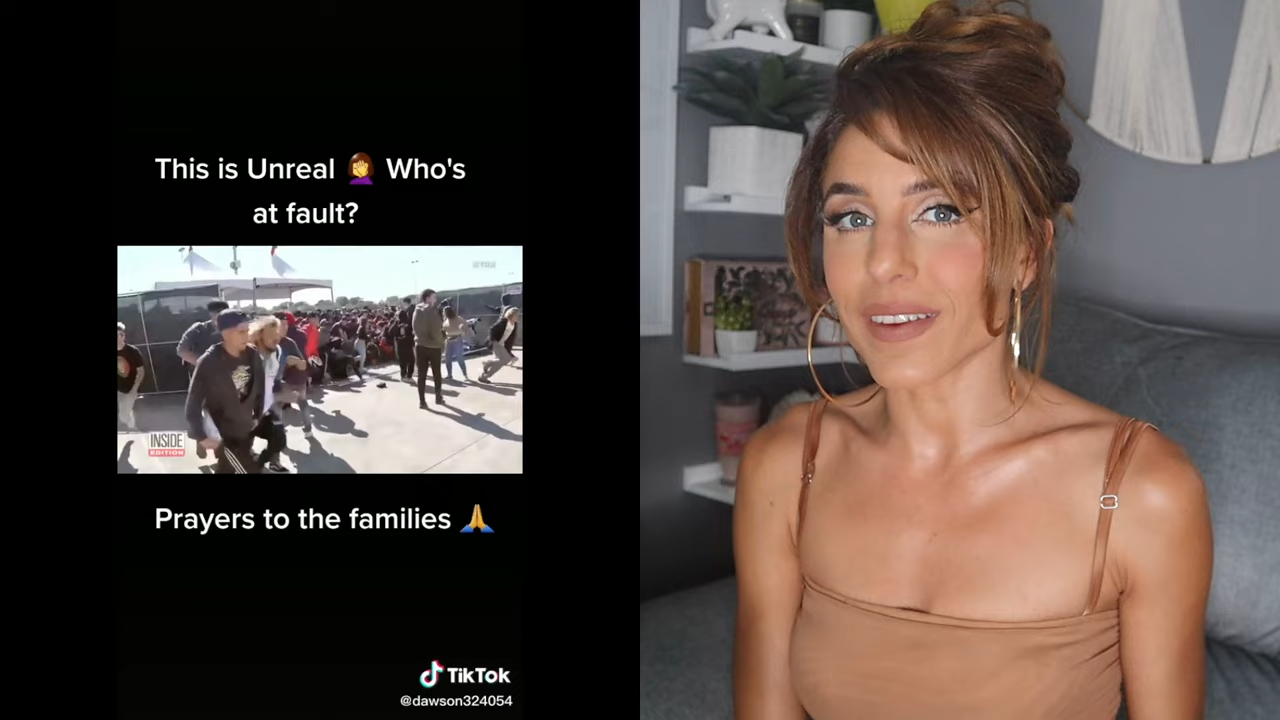 This is Unreal 🤦‍♀️ Who's
at fault?
INSIDE
EDITION
Prayers to the families 🙏
TikTok
@dawson324054